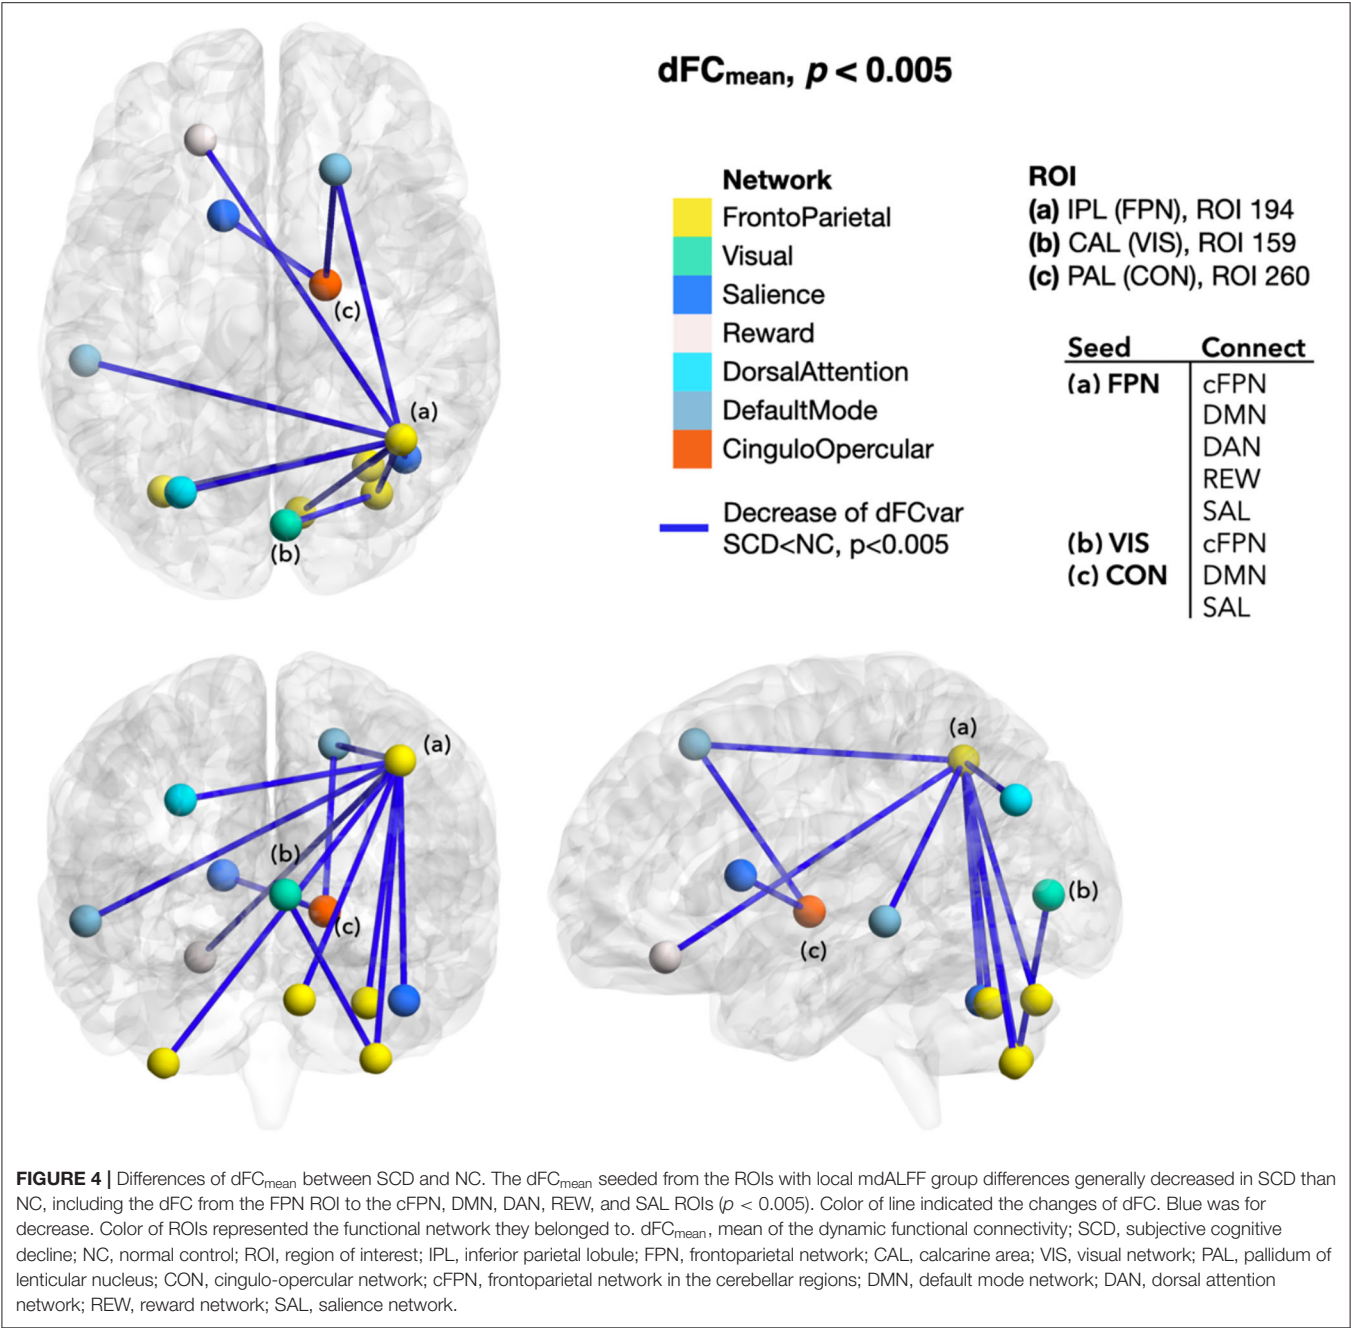 dFCmean, p < 0.005
Network
FrontoParietal
Visual
Salience
Reward
DorsalAttention
DefaultMode
CinguloOpercular
Decrease of dFCvar
SCD<NC, p<0.005
ROI
(a) IPL (FPN), ROI 194
(b) CAL (VIS), ROI 159
(c) PAL (CON), ROI 260
Seed Connect
(a) FPN cFPN
DMN
DAN
REW
SAL
(b) VIS cFPN
(c) CON DMN
SAL
(c)
(a)
(b)
(a)
(b)
(c)
(a)
(b)
(c)
FIGURE 4 | Differences of dFCmean between SCD and NC. The dFCmean seeded from the ROIs with local mdALFF group differences generally decreased in SCD than
NC, including the dFC from the FPN ROI to the cFPN, DMN, DAN, REW, and SAL ROIs (p < 0.005). Color of line indicated the changes of dFC. Blue was for
decrease. Color of ROIs represented the functional network they belonged to. dFCmean, mean of the dynamic functional connectivity; SCD, subjective cognitive
decline; NC, normal control; ROI, region of interest; IPL, inferior parietal lobule; FPN, frontoparietal network; CAL, calcarine area; VIS, visual network; PAL, pallidum of
lenticular nucleus; CON, cingulo-opercular network; cFPN, frontoparietal network in the cerebellar regions; DMN, default mode network; DAN, dorsal attention
network; REW, reward network; SAL, salience network.